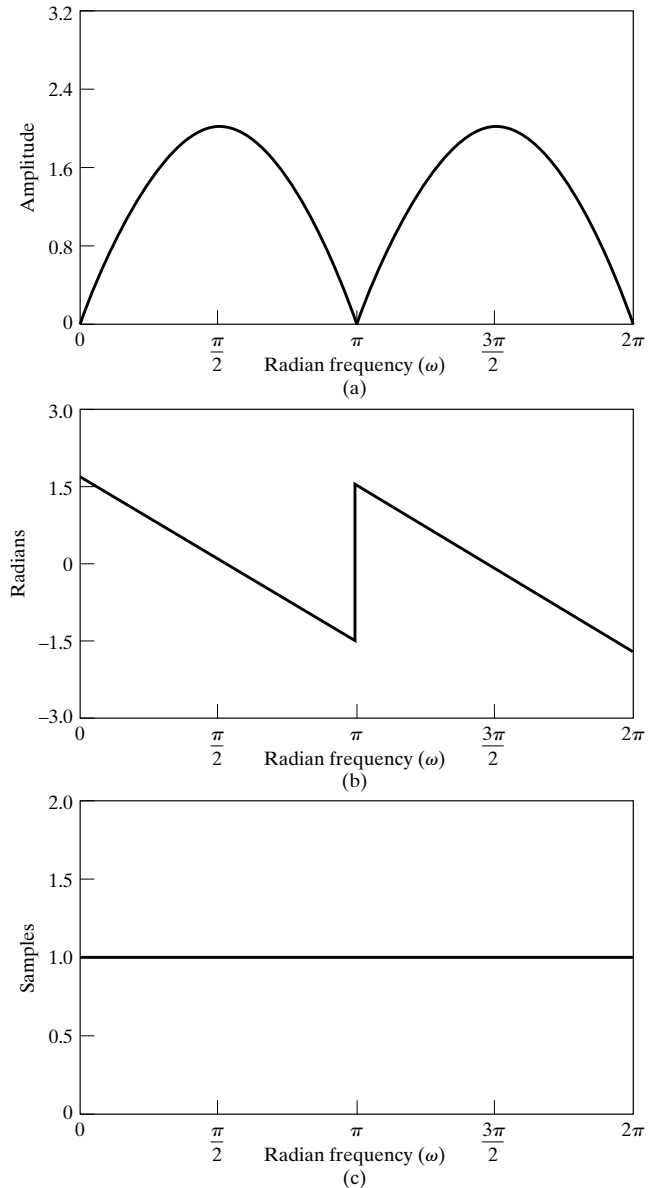 3.2
2.4
Amplitude
1.6
0.8
0
0 π/2 π 3π/2 2π
Radian frequency (ω)
(a)
3.0
1.5
Radians
0
–1.5
–3.0
0 π/2 π 3π/2 2π
Radian frequency (ω)
(b)
2.0
1.5
Samples
1.0
0.5
0
0 π/2 π 3π/2 2π
Radian frequency (ω)
(c)